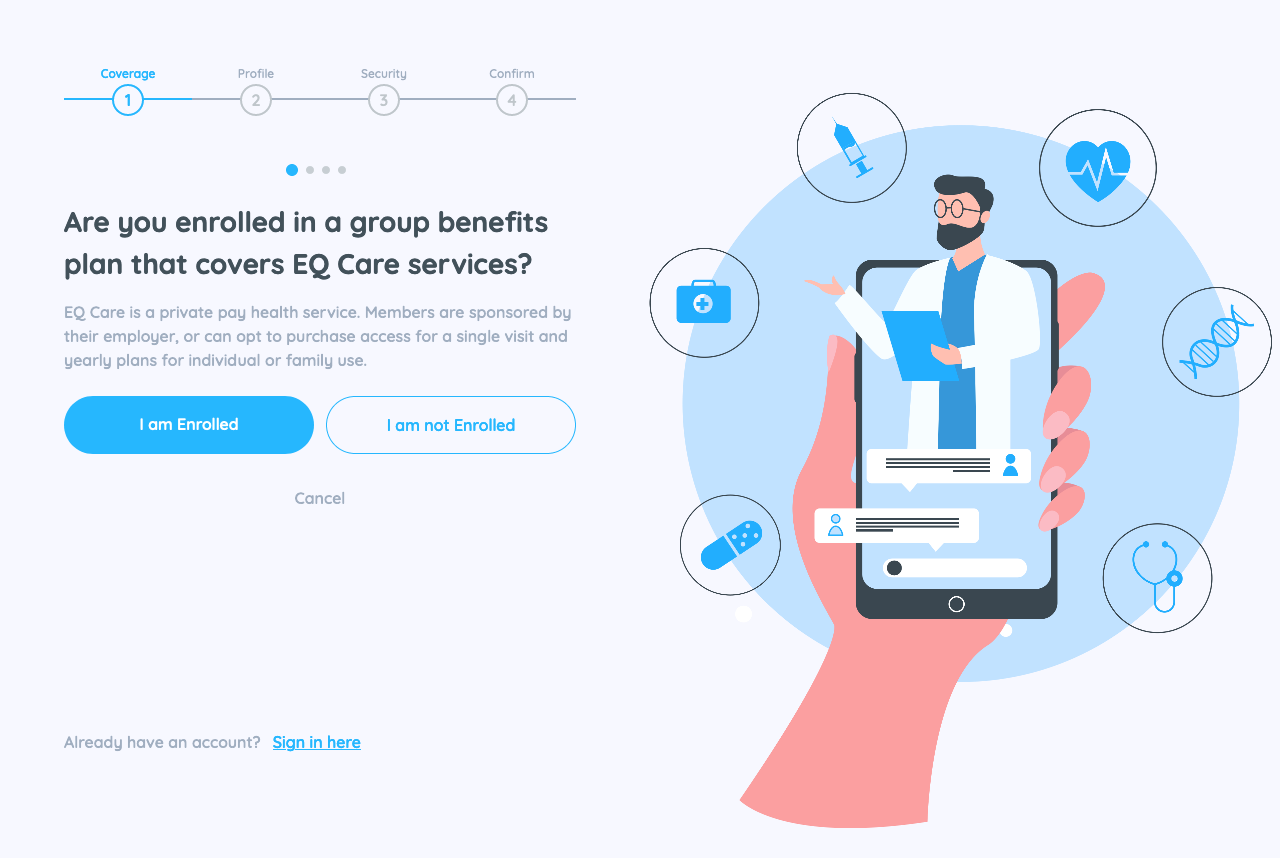 Coverage Profile Security Confirm
1 2 3 4
Are you enrolled in a group benefits
plan that covers EQ Care services?
EQ Care is a private pay health service. Members are sponsored by
their employer, or can opt to purchase access for a single visit and
yearly plans for individual or family use.
I am Enrolled I am not Enrolled
Cancel
Already have an account? Sign in here